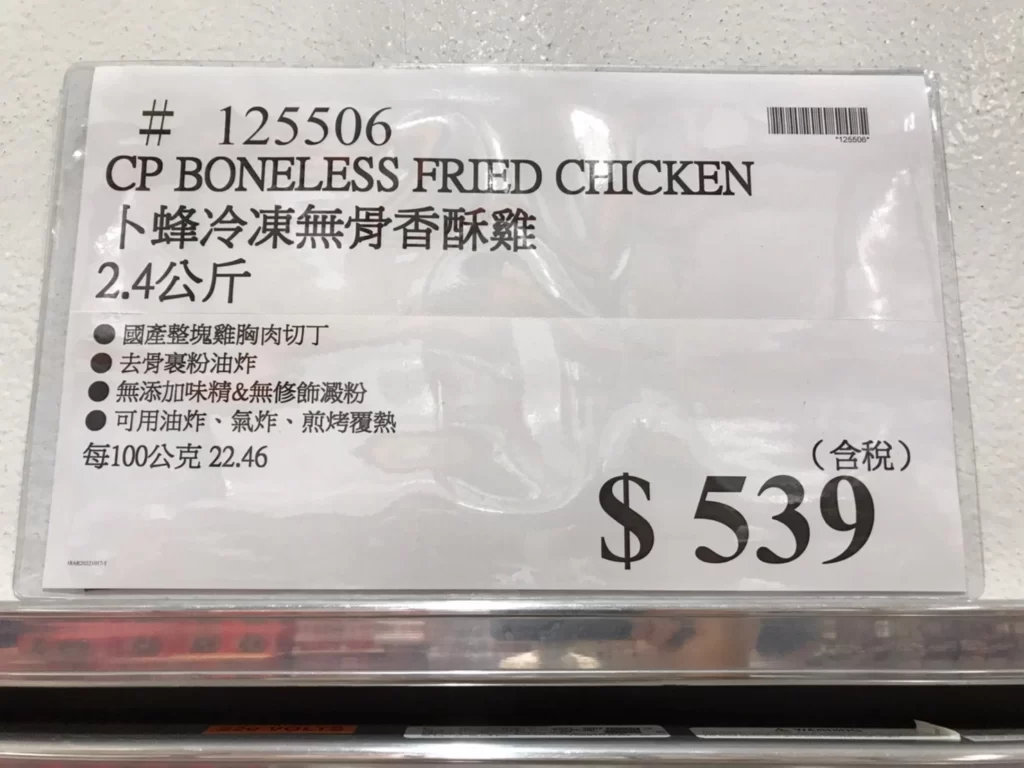 # 125506
*125506*
CP BONELESS FRIED CHICKEN
卜蜂冷凍無骨香酥雞
2.4公斤
● 國產整塊雞胸肉切丁
● 去骨裹粉油炸
● 無添加味精&無修飾澱粉
● 可用油炸、氣炸、煎烤覆熱
每100公克 22.46
（含稅）
$ 539